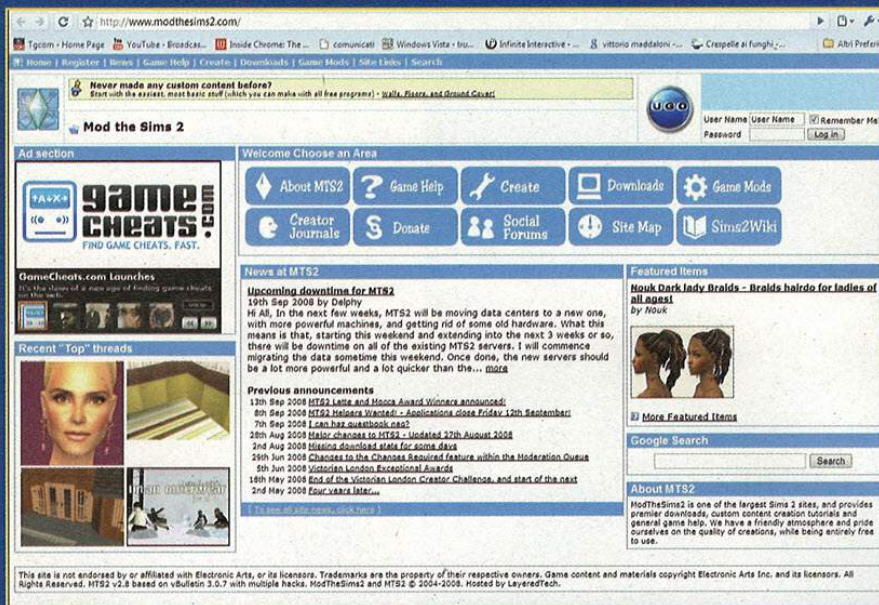 http://www.modthesims2.com/
Tgcom - Home Page YouTube - Broadcas... Inside Chrome: The ... comunicati Windows Vista - tru... Infinite Interactive - ... vittorio maddaloni - ... Crespelle ai funghi -... Altri Preferi
Home | Register | News | Game Help | Create | Downloads | Game Mods | Site Links | Search
Never made any custom content before?
Start with the easiest, most basic stuff (which you can make with all free programs) - Walls, Floors, and Ground Cover!
Mod the Sims 2
UGO
User Name User Name Remember Me
Password Log in
Ad section
game
CHEATS.COM
FIND GAME CHEATS. FAST.
GameCheats.com Launches
It's the dawn of a new age of finding game cheats
on the web.
Recent "Top" threads
Welcome Choose an Area
About MTS2 Game Help Create Downloads Game Mods
Creator Journals Donate Social Forums Site Map Sims2Wiki
News at MTS2
Upcoming downtime for MTS2
19th Sep 2008 by Delphy
Hi All, In the next few weeks, MTS2 will be moving data centers to a new one,
with more powerful machines, and getting rid of some old hardware. What this
means is that, starting this weekend and extending into the next 3 weeks or so,
there will be downtime on all of the existing MTS2 servers. I will commence
migrating the data sometime this weekend. Once done, the new servers should
be a lot more powerful and a lot quicker than the... more
Previous announcements
13th Sep 2008 MTS2 Latte and Mocca Award Winners announced!
8th Sep 2008 MTS2 Helpers Wanted! - Applications close Friday 12th September!
7th Sep 2008 I can haz guestbook nao?
28th Aug 2008 Major changes to MTS2 - Updated 27th August 2008
2nd Aug 2008 Missing download stats for some days
29th Jun 2008 Changes to the Changes Required feature within the Moderation Queue
5th Jun 2008 Victorian London Exceptional Awards
18th May 2008 End of the Victorian London Creator Challenge, and start of the next
2nd May 2008 Four years later...
[ To see all site news, click here ]
Featured Items
Nouk Dark lady Braids - Braids hairdo for ladies of
all ages!
by Nouk
More Featured Items
Google Search
Search
About MTS2
ModTheSims2 is one of the largest Sims 2 sites, and provides
premier downloads, custom content creation tutorials and
general game help. We have a friendly atmosphere and pride
ourselves on the quality of creations, while being entirely free
to use.
This site is not endorsed by or affiliated with Electronic Arts, or its licensors. Trademarks are the property of their respective owners. Game content and materials copyright Electronic Arts Inc. and its licensors. All
Rights Reserved. MTS2 v2.8 based on vBulletin 3.0.7 with multiple hacks. ModTheSims2 and MTS2 © 2004-2008. Hosted by LayeredTech.